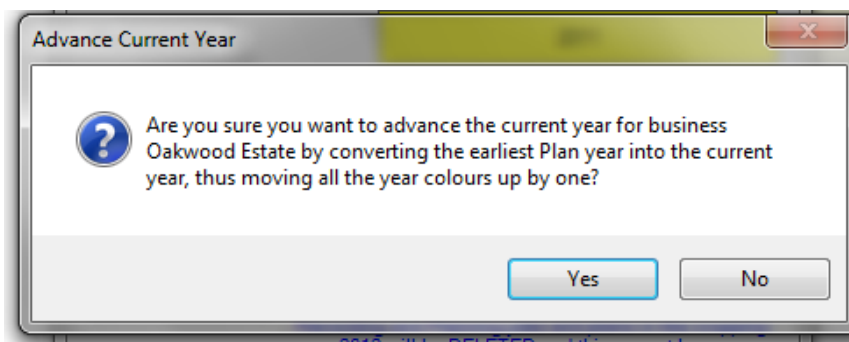 Advance Current Year
Are you sure you want to advance the current year for business
Oakwood Estate by converting the earliest Plan year into the current
year, thus moving all the year colours up by one?
Yes No